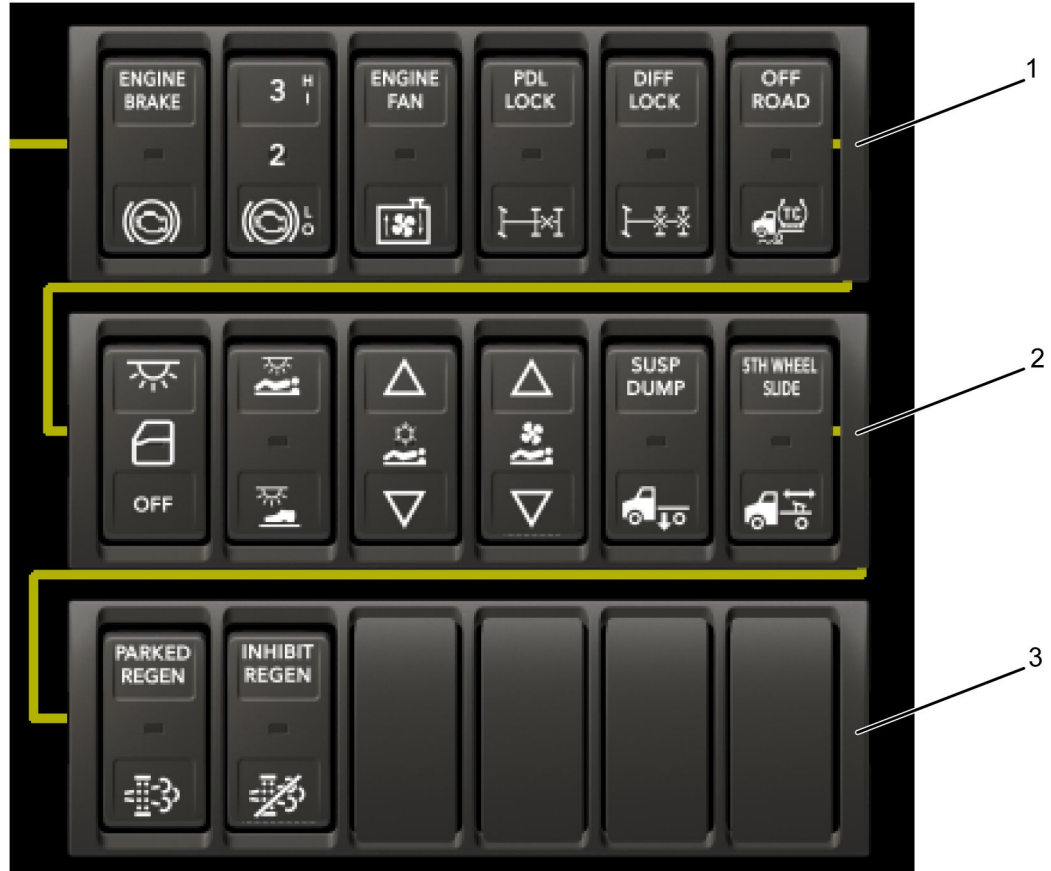 ENGINE
BRAKE
3 H
I
2
L
O
ENGINE
FAN
PDL
LOCK
DIFF
LOCK
OFF
ROAD
TC
1
OFF
SUSP
DUMP
5TH WHEEL
SLIDE
2
PARKED
REGEN
INHIBIT
REGEN
3